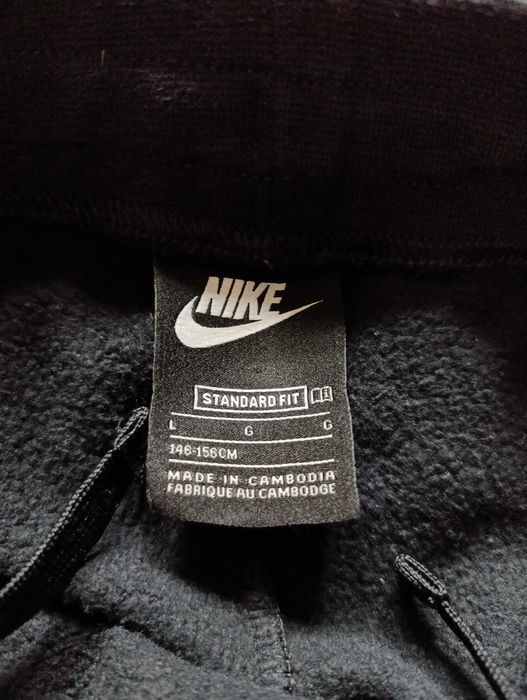 NIKE
STANDARD FIT
L G G
146-156CM
MADE IN CAMBODIA
FABRIQUE AU CAMBODGE